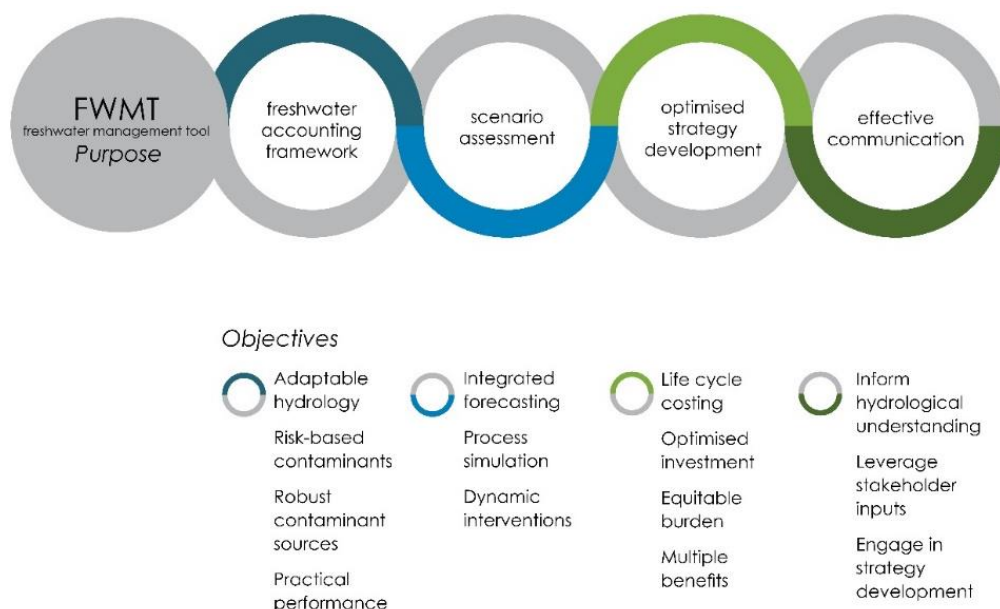 FWMT
freshwater management tool
Purpose
freshwater
accounting
framework
scenario
assessment
optimised
strategy
development
effective
communication
Objectives
Adaptable
hydrology
Risk-based
contaminants
Robust
contaminant
sources
Practical
performance
Integrated
forecasting
Process
simulation
Dynamic
interventions
Life cycle
costing
Optimised
investment
Equitable
burden
Multiple
benefits
Inform
hydrological
understanding
Leverage
stakeholder
inputs
Engage in
strategy
development